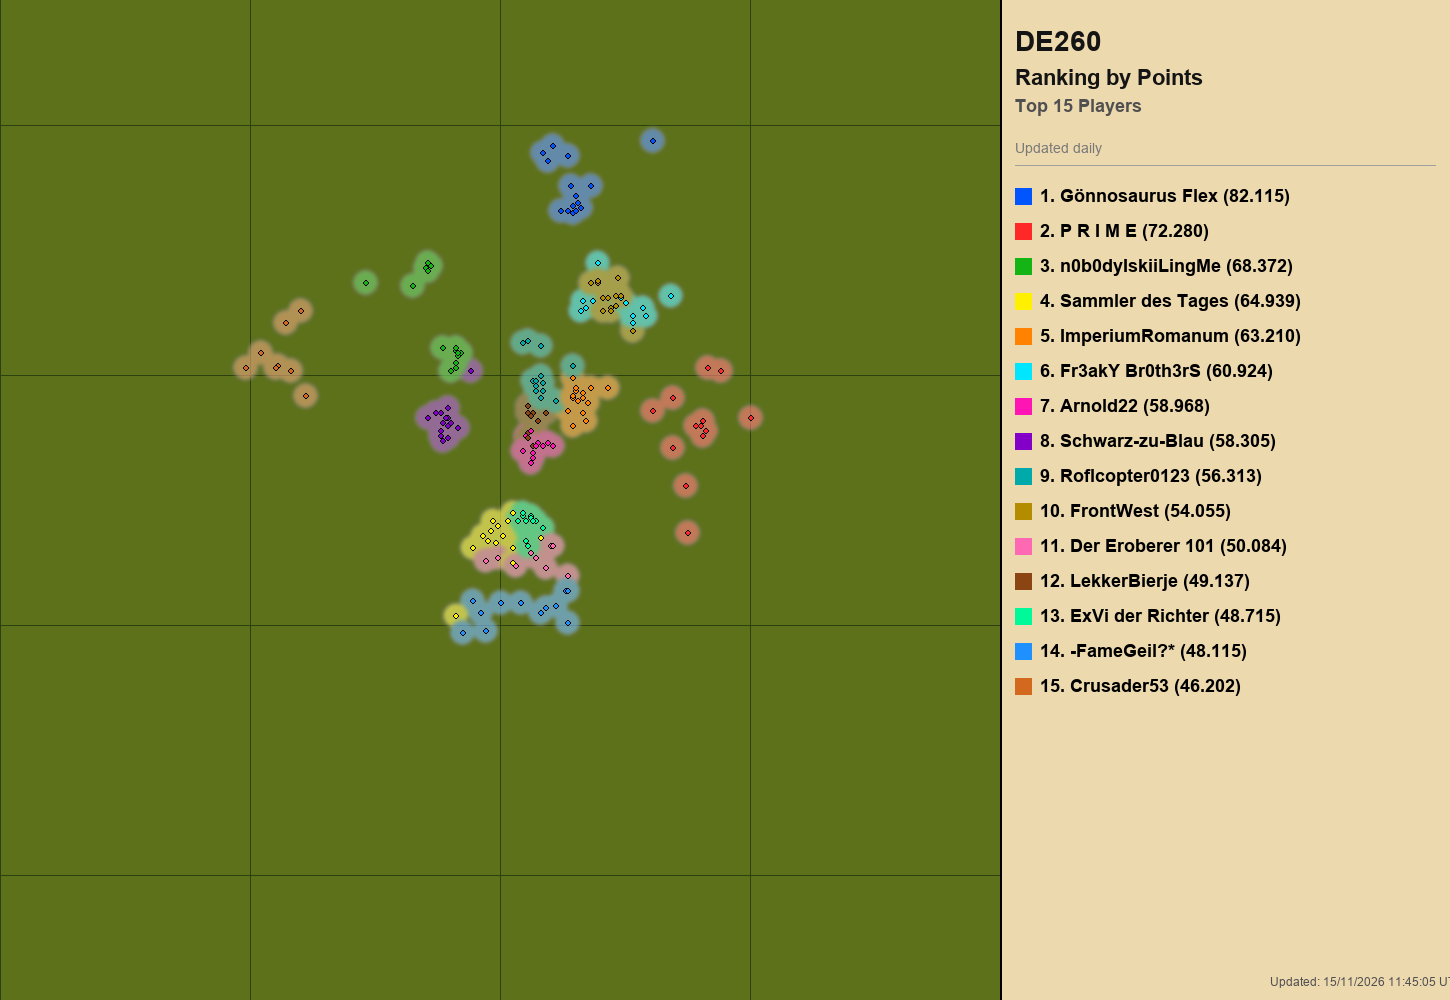 DE260
Ranking by Points
Top 15 Players
Updated daily
1. Gönnosaurus Flex (82.115)
2. P R I M E (72.280)
3. n0b0dylskiiLingMe (68.372)
4. Sammler des Tages (64.939)
5. ImperiumRomanum (63.210)
6. Fr3akY Br0th3rS (60.924)
7. Arnold22 (58.968)
8. Schwarz-zu-Blau (58.305)
9. Roflcopter0123 (56.313)
10. FrontWest (54.055)
11. Der Eroberer 101 (50.084)
12. LekkerBierje (49.137)
13. ExVi der Richter (48.715)
14. -FameGeil?* (48.115)
15. Crusader53 (46.202)
Updated: 15/11/2026 11:45:05